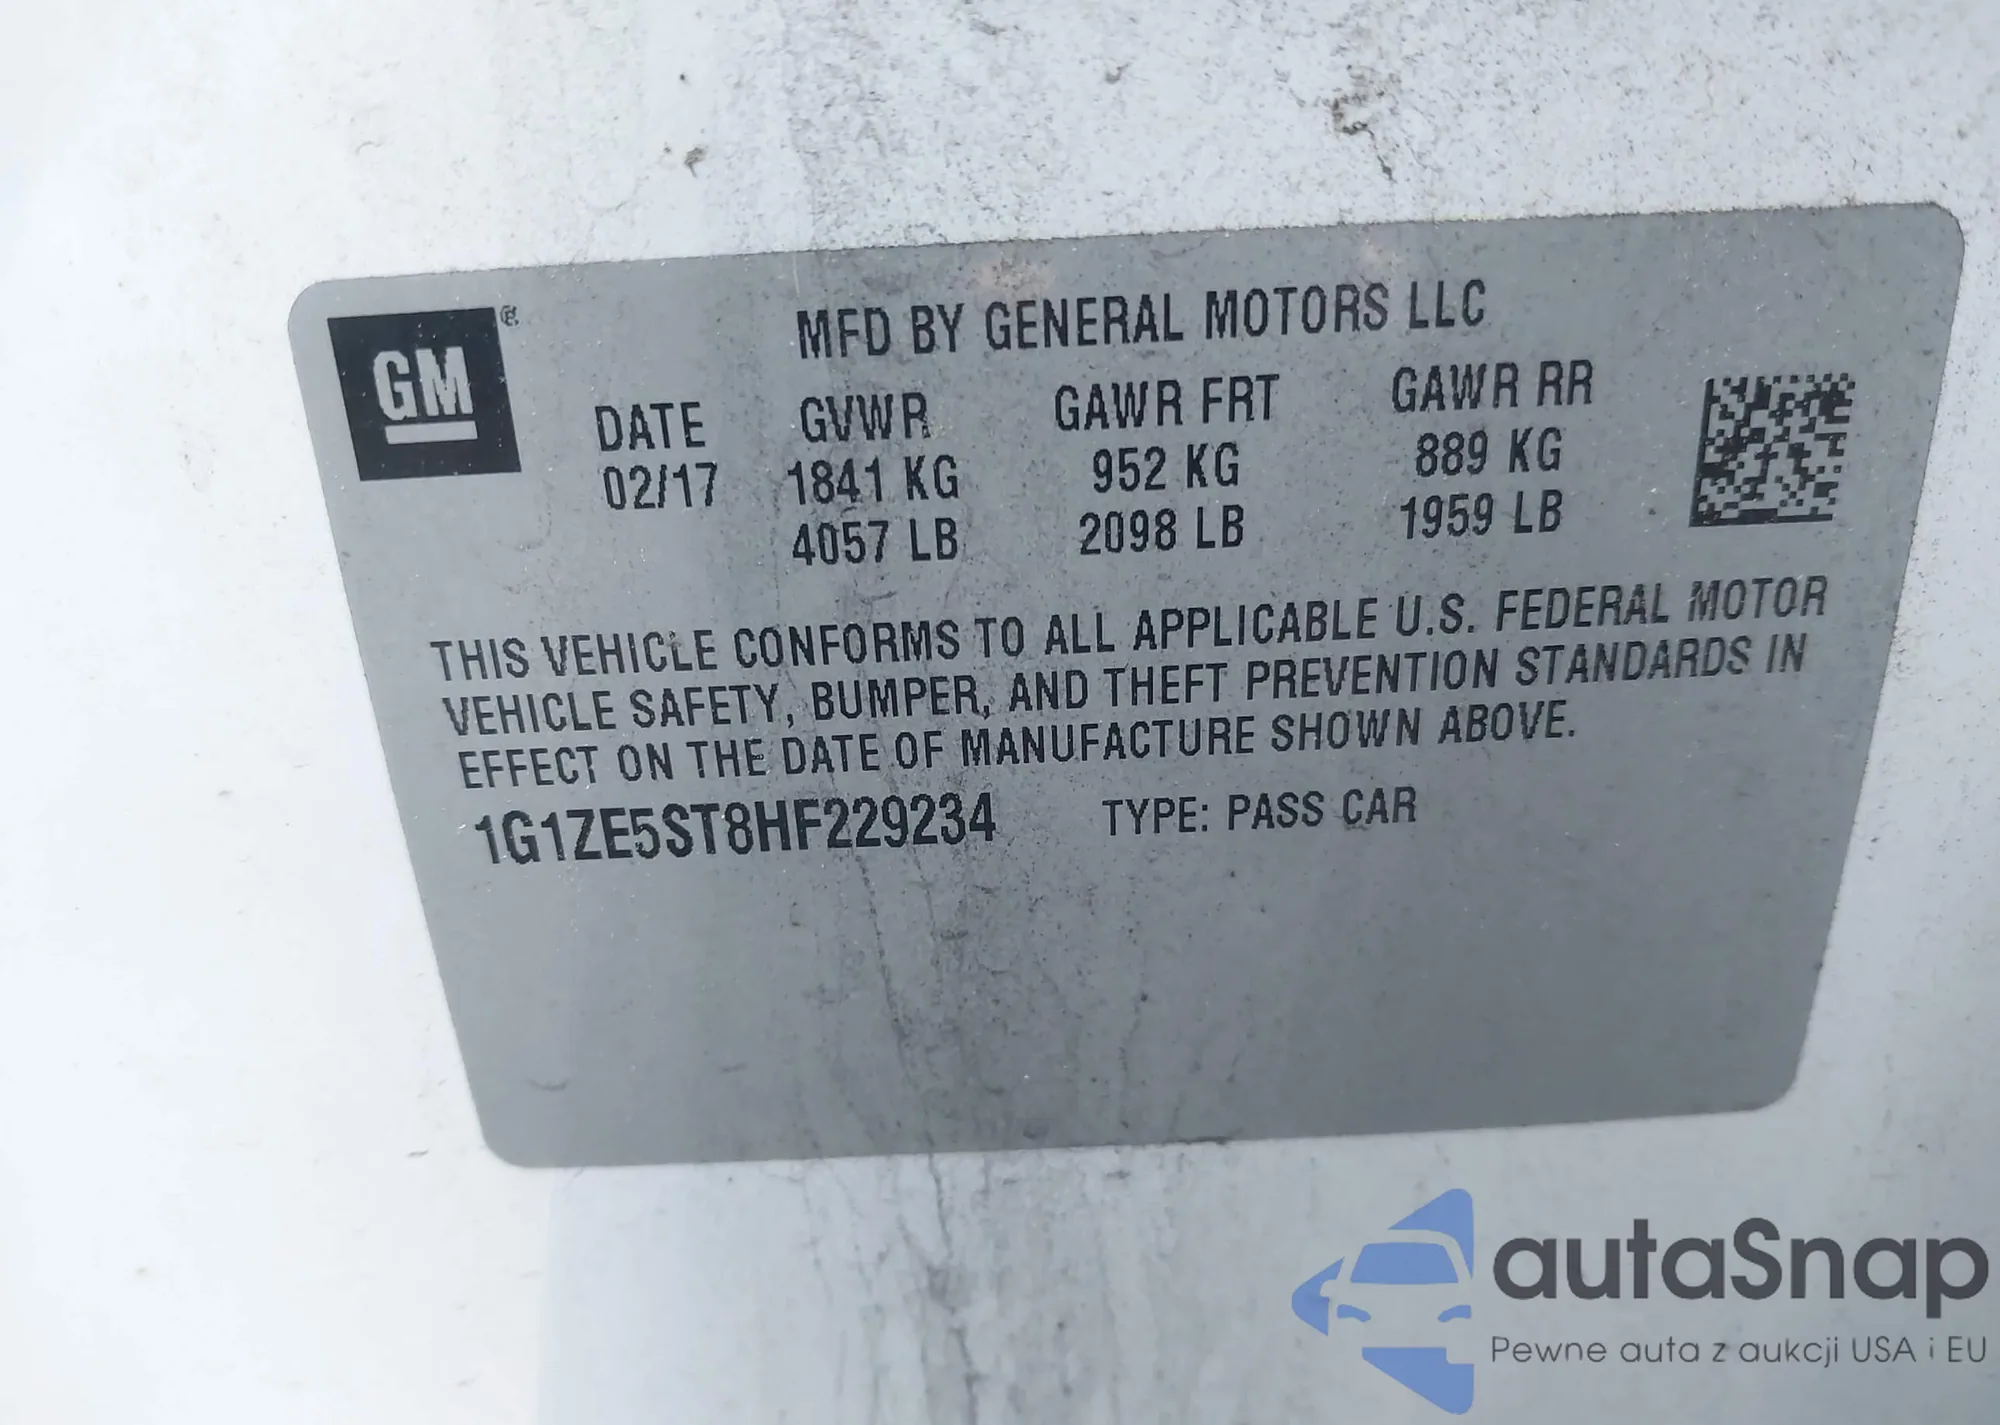 GM®
MFD BY GENERAL MOTORS LLC
DATE GVWR GAWR FRT GAWR RR
02/17 1841 KG 952 KG 889 KG
4057 LB 2098 LB 1959 LB
THIS VEHICLE CONFORMS TO ALL APPLICABLE U.S. FEDERAL MOTOR
VEHICLE SAFETY, BUMPER, AND THEFT PREVENTION STANDARDS IN
EFFECT ON THE DATE OF MANUFACTURE SHOWN ABOVE.
1G1ZE5ST8HF229234 TYPE: PASS CAR
autaSnap
Pewne auta z aukcji USA i EU